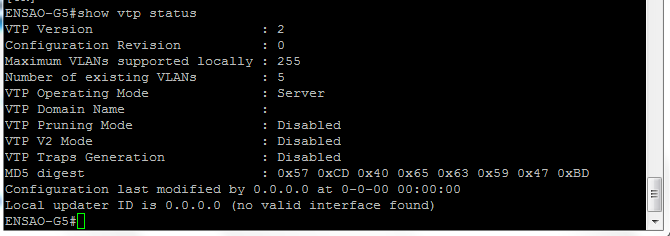 ENSAO-G5#show vtp status
VTP Version                     : 2
Configuration Revision          : 0
Maximum VLANs supported locally : 255
Number of existing VLANs        : 5
VTP Operating Mode              : Server
VTP Domain Name                 :
VTP Pruning Mode                : Disabled
VTP V2 Mode                     : Disabled
VTP Traps Generation            : Disabled
MD5 digest                      : 0x57 0xCD 0x40 0x65 0x63 0x59 0x47 0xBD
Configuration last modified by 0.0.0.0 at 0-0-00 00:00:00
Local updater ID is 0.0.0.0 (no valid interface found)
ENSAO-G5#